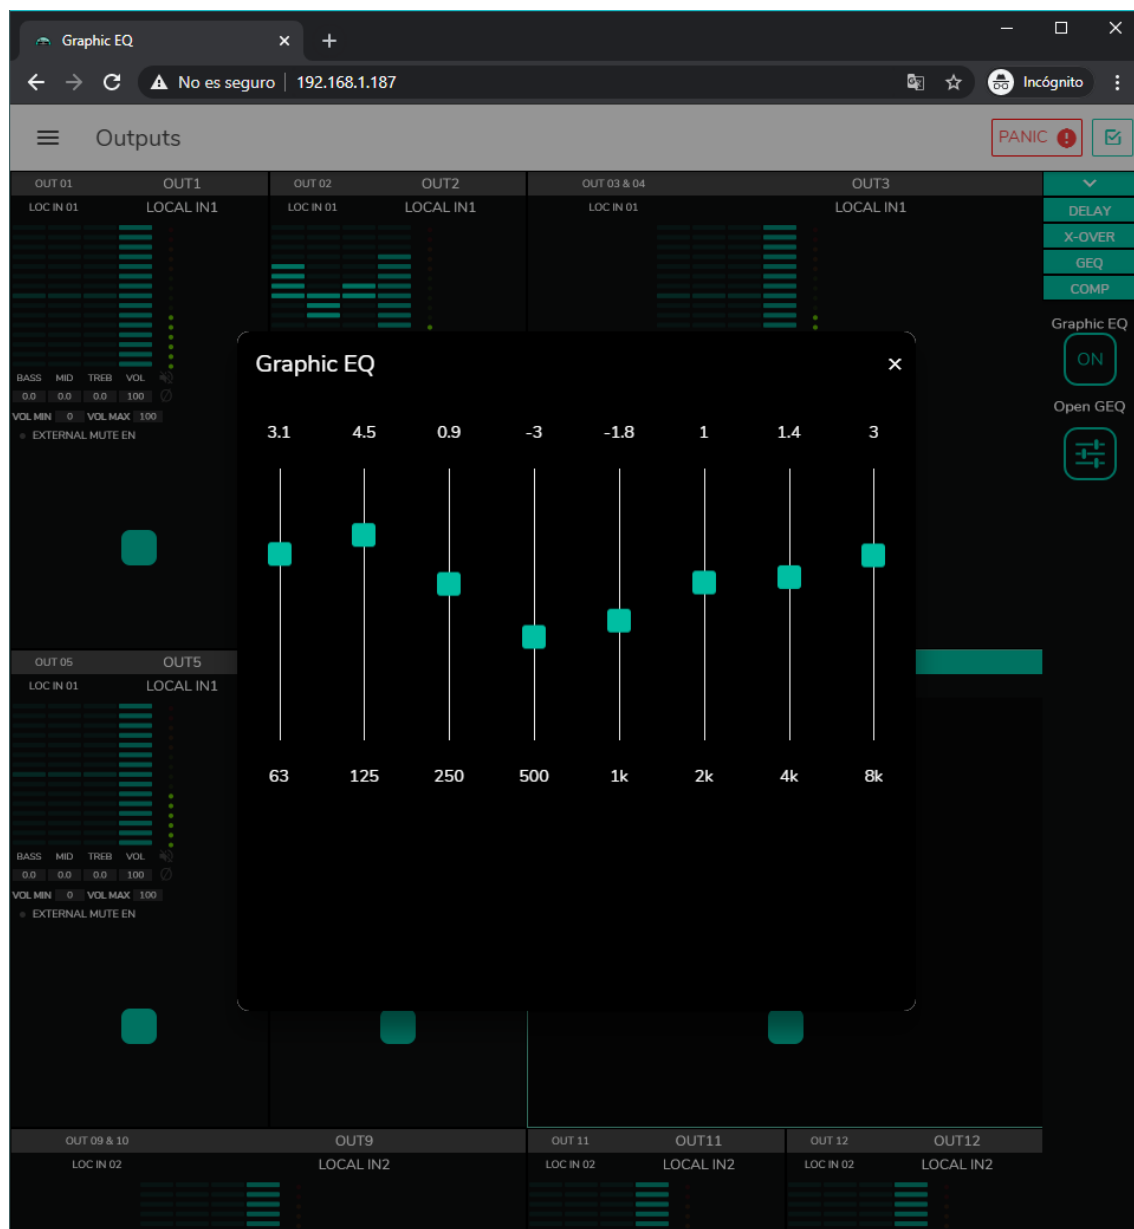 Graphic EQ
No es seguro | 192.168.1.187
Incógnito
Outputs
PANIC
OUT 01 OUT1 OUT 02 OUT2 OUT 03 & 04 OUT3
LOC IN 01 LOCAL IN1 LOC IN 01 LOCAL IN1 LOC IN 01 LOCAL IN1
DELAY
X-OVER
GEQ
COMP
Graphic EQ
ON
Open GEQ
BASS MID TREB VOL
0.0 0.0 0.0 100
VOL MIN 0 VOL MAX 100
EXTERNAL MUTE EN
Graphic EQ
3.1 4.5 0.9 -3 -1.8 1 1.4 3
63 125 250 500 1k 2k 4k 8k
OUT 05 OUT5
LOC IN 01 LOCAL IN1
BASS MID TREB VOL
0.0 0.0 0.0 100
VOL MIN 0 VOL MAX 100
EXTERNAL MUTE EN
OUT 09 & 10 OUT9 OUT 11 OUT11 OUT 12 OUT12
LOC IN 02 LOCAL IN2 LOC IN 02 LOCAL IN2 LOC IN 02 LOCAL IN2